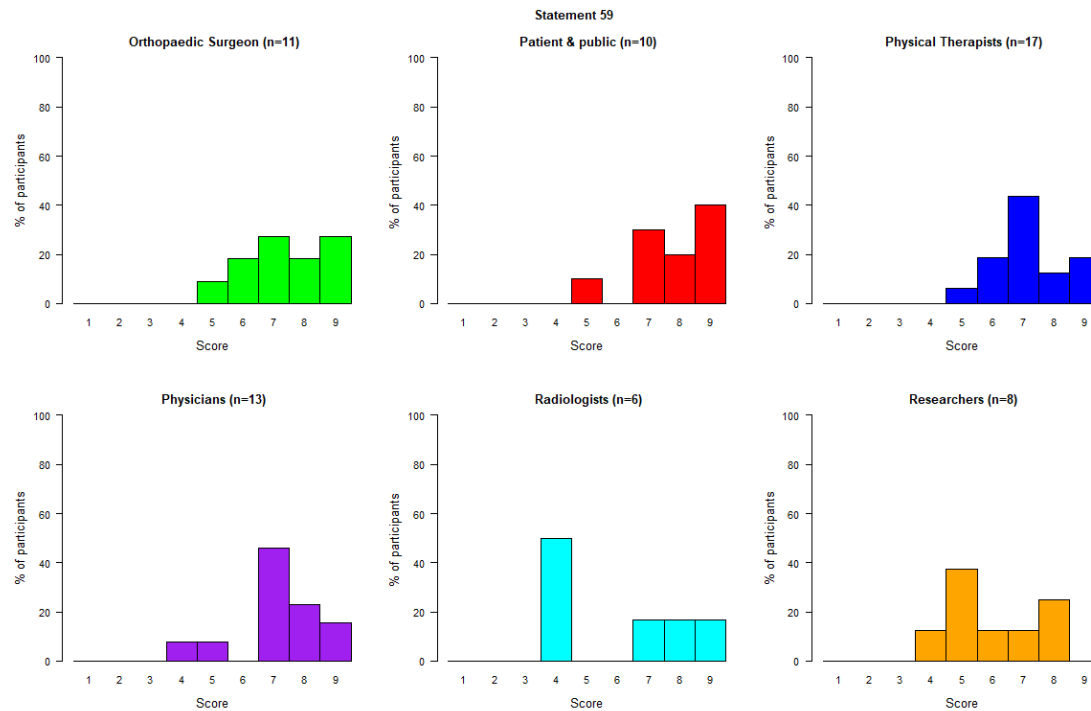 Statement 59
Orthopaedic Surgeon (n=11)
% of participants
100
80
60
40
20
0
1 2 3 4 5 6 7 8 9
Score
Patient & public (n=10)
% of participants
100
80
60
40
20
0
1 2 3 4 5 6 7 8 9
Score
Physical Therapists (n=17)
% of participants
100
80
60
40
20
0
1 2 3 4 5 6 7 8 9
Score
Physicians (n=13)
% of participants
100
80
60
40
20
0
1 2 3 4 5 6 7 8 9
Score
Radiologists (n=6)
% of participants
100
80
60
40
20
0
1 2 3 4 5 6 7 8 9
Score
Researchers (n=8)
% of participants
100
80
60
40
20
0
1 2 3 4 5 6 7 8 9
Score